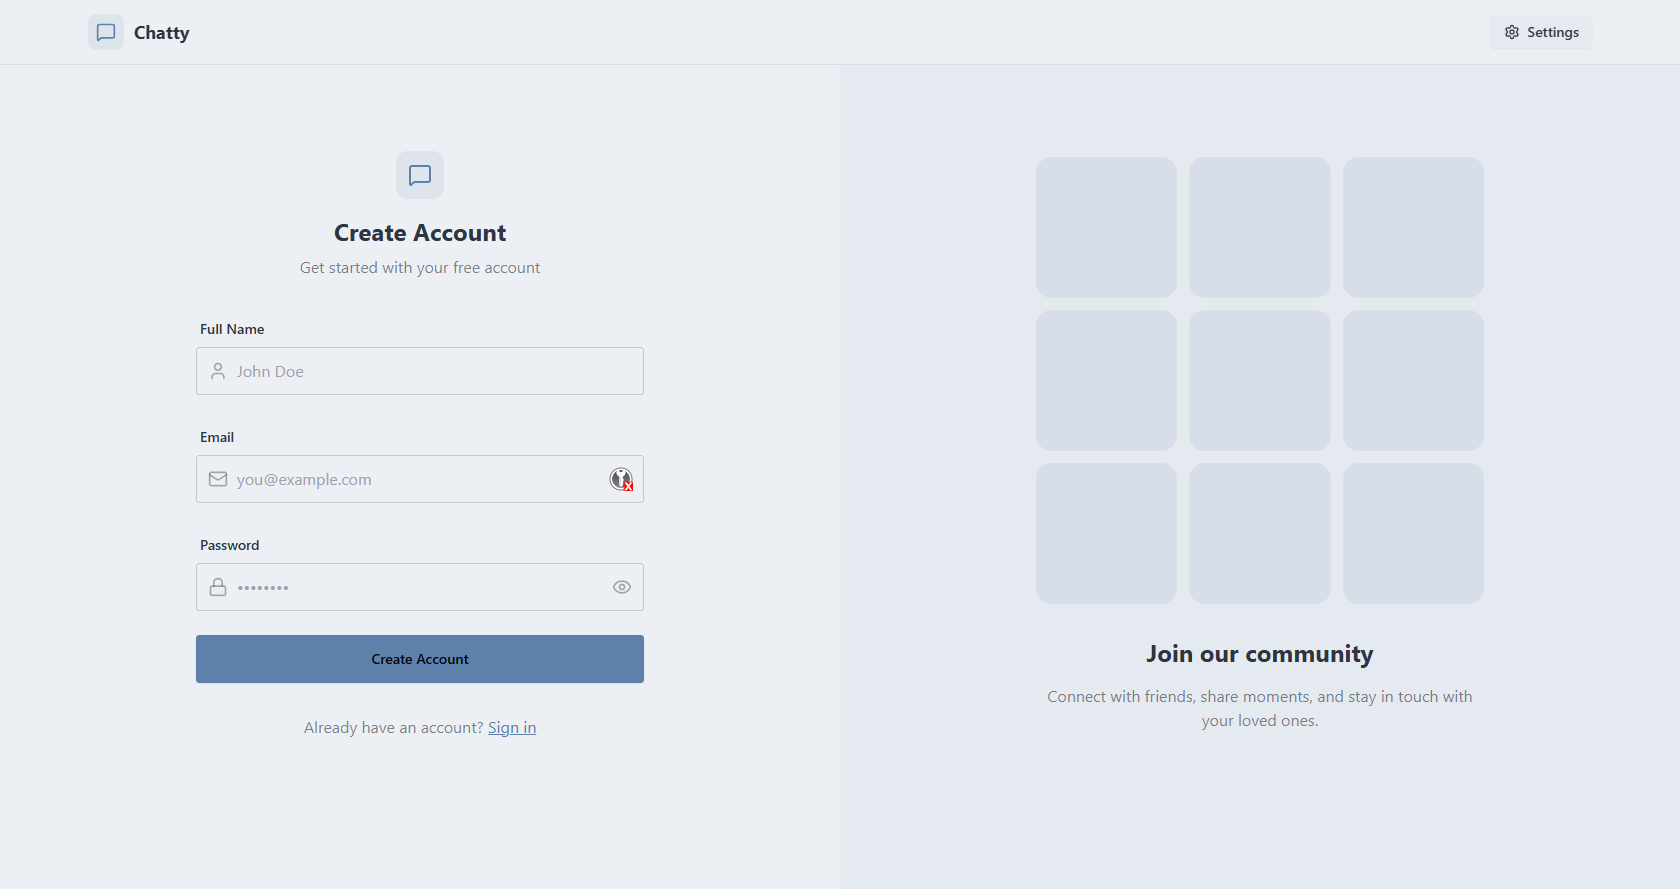 Chatty
Settings
Create Account
Get started with your free account
Full Name
John Doe
Email
you@example.com
Password
••••••••
Create Account
Already have an account? Sign in
Join our community
Connect with friends, share moments, and stay in touch with
your loved ones.